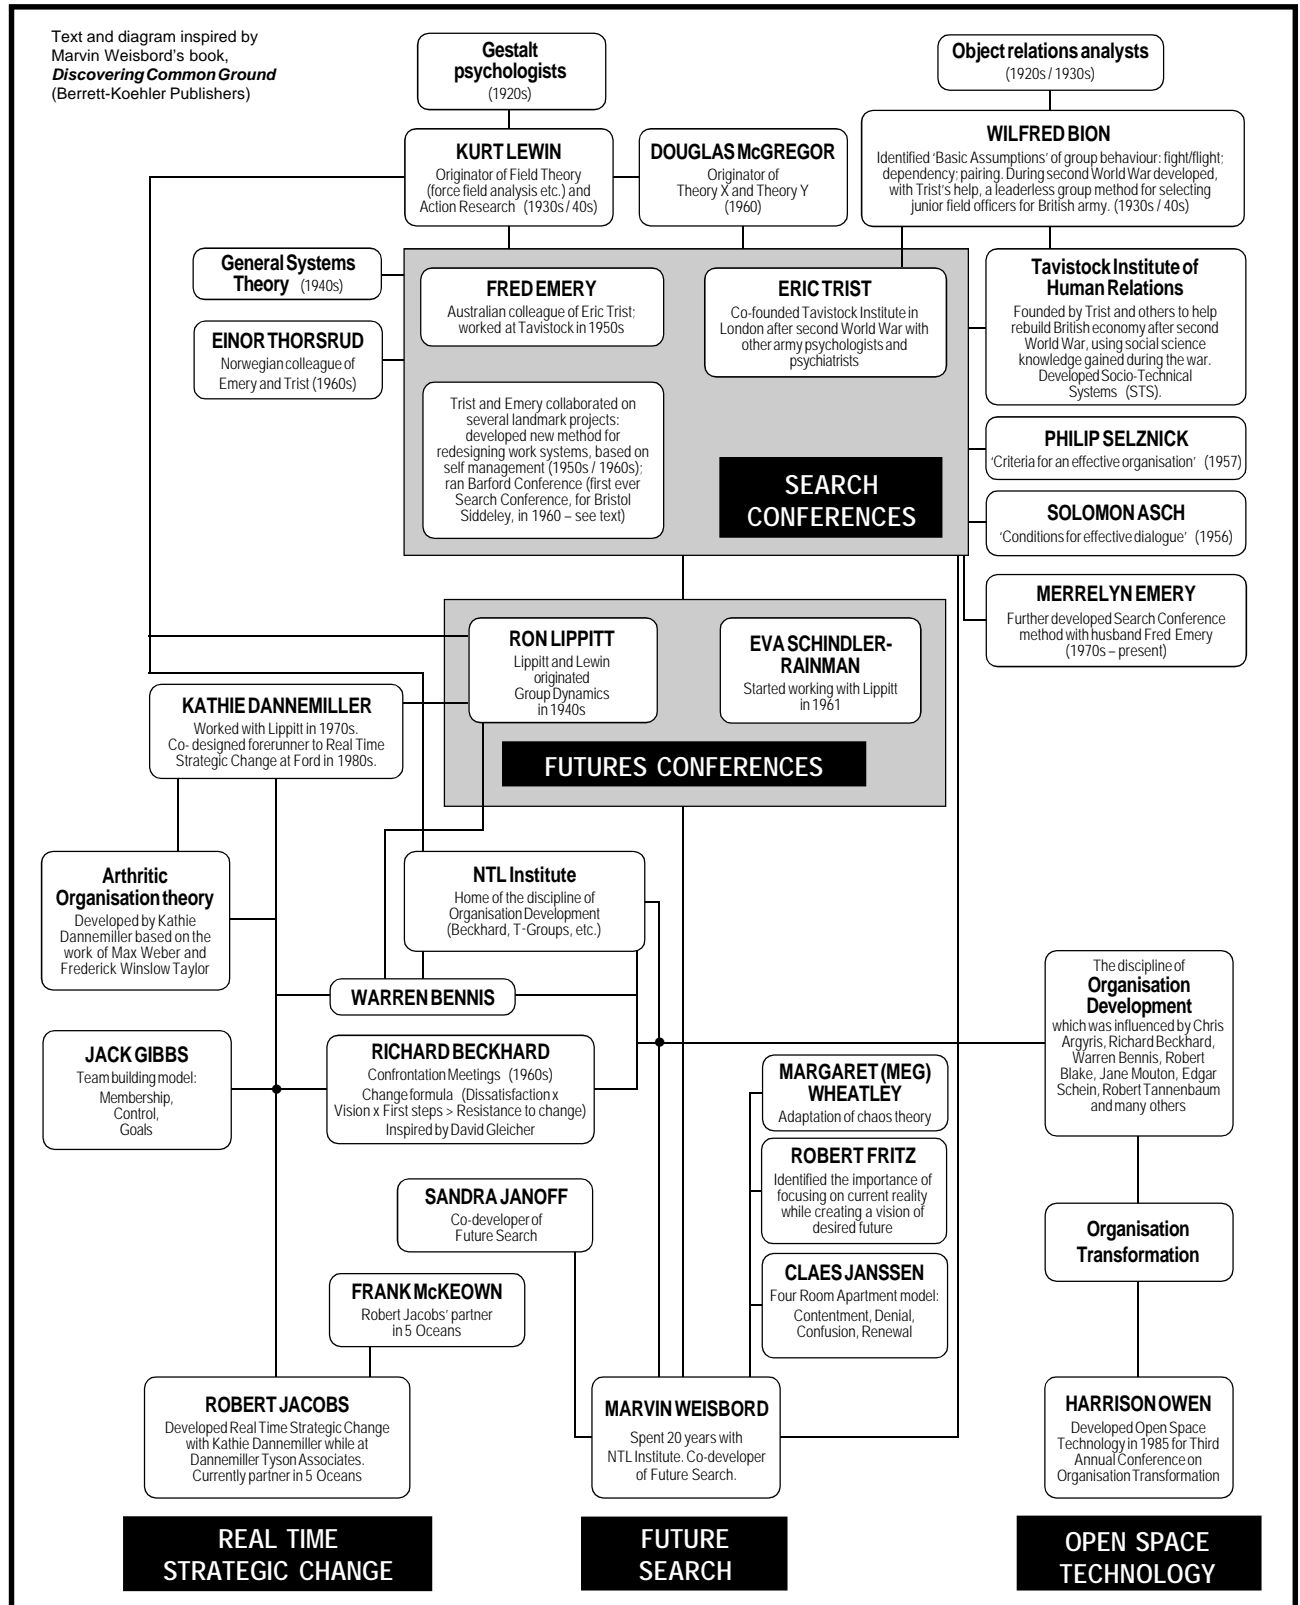 Text and diagram inspired by
Marvin Weisbord's book,
Discovering Common Ground
(Berrett-Koehler Publishers)
Gestalt
psychologists
(1920s)
Object relations analysts
(1920s / 1930s)
KURT LEWIN
Originator of Field Theory
(force field analysis etc.) and
Action Research (1930s / 40s)
DOUGLAS McGREGOR
Originator of
Theory X and Theory Y
(1960)
WILFRED BION
Identified 'Basic Assumptions' of group behaviour: fight/flight;
dependency; pairing. During second World War developed,
with Trist's help, a leaderless group method for selecting
junior field officers for British army. (1930s / 40s)
General Systems
Theory (1940s)
EINOR THORSRUD
Norwegian colleague of
Emery and Trist (1960s)
FRED EMERY
Australian colleague of Eric Trist;
worked at Tavistock in 1950s
ERIC TRIST
Co-founded Tavistock Institute in
London after second World War with
other army psychologists and
psychiatrists
Tavistock Institute of
Human Relations
Founded by Trist and others to help
rebuild British economy after second
World War, using social science
knowledge gained during the war.
Developed Socio-Technical
Systems (STS).
Trist and Emery collaborated on
several landmark projects:
developed new method for
redesigning work systems, based on
self management (1950s / 1960s);
ran Barford Conference (first ever
Search Conference, for Bristol
Siddeley, in 1960 – see text)
SEARCH
CONFERENCES
PHILIP SELZNICK
'Criteria for an effective organisation' (1957)
SOLOMON ASCH
'Conditions for effective dialogue' (1956)
MERRELYN EMERY
Further developed Search Conference
method with husband Fred Emery
(1970s – present)
RON LIPPITT
Lippitt and Lewin
originated
Group Dynamics
in 1940s
EVA SCHINDLER-
RAINMAN
Started working with Lippitt
in 1961
FUTURES CONFERENCES
KATHIE DANNEMILLER
Worked with Lippitt in 1970s.
Co- designed forerunner to Real Time
Strategic Change at Ford in 1980s.
Arthritic
Organisation theory
Developed by Kathie
Dannemiller based on the
work of Max Weber and
Frederick Winslow Taylor
NTL Institute
Home of the discipline of
Organisation Development
(Beckhard, T-Groups, etc.)
WARREN BENNIS
The discipline of
Organisation
Development
which was influenced by Chris
Argyris, Richard Beckhard,
Warren Bennis, Robert
Blake, Jane Mouton, Edgar
Schein, Robert Tannenbaum
and many others
JACK GIBBS
Team building model:
Membership,
Control,
Goals
RICHARD BECKHARD
Confrontation Meetings (1960s)
Change formula (Dissatisfaction x
Vision x First steps > Resistance to change)
Inspired by David Gleicher
MARGARET (MEG)
WHEATLEY
Adaptation of chaos theory
ROBERT FRITZ
Identified the importance of
focusing on current reality
while creating a vision of
desired future
SANDRA JANOFF
Co-developer of
Future Search
Organisation
Transformation
CLAES JANSSEN
Four Room Apartment model:
Contentment, Denial,
Confusion, Renewal
FRANK McKEOWN
Robert Jacobs' partner
in 5 Oceans
ROBERT JACOBS
Developed Real Time Strategic Change
with Kathie Dannemiller while at
Dannemiller Tyson Associates.
Currently partner in 5 Oceans
MARVIN WEISBORD
Spent 20 years with
NTL Institute. Co-developer
of Future Search.
HARRISON OWEN
Developed Open Space
Technology in 1985 for Third
Annual Conference on
Organisation Transformation
REAL TIME
STRATEGIC CHANGE
FUTURE
SEARCH
OPEN SPACE
TECHNOLOGY